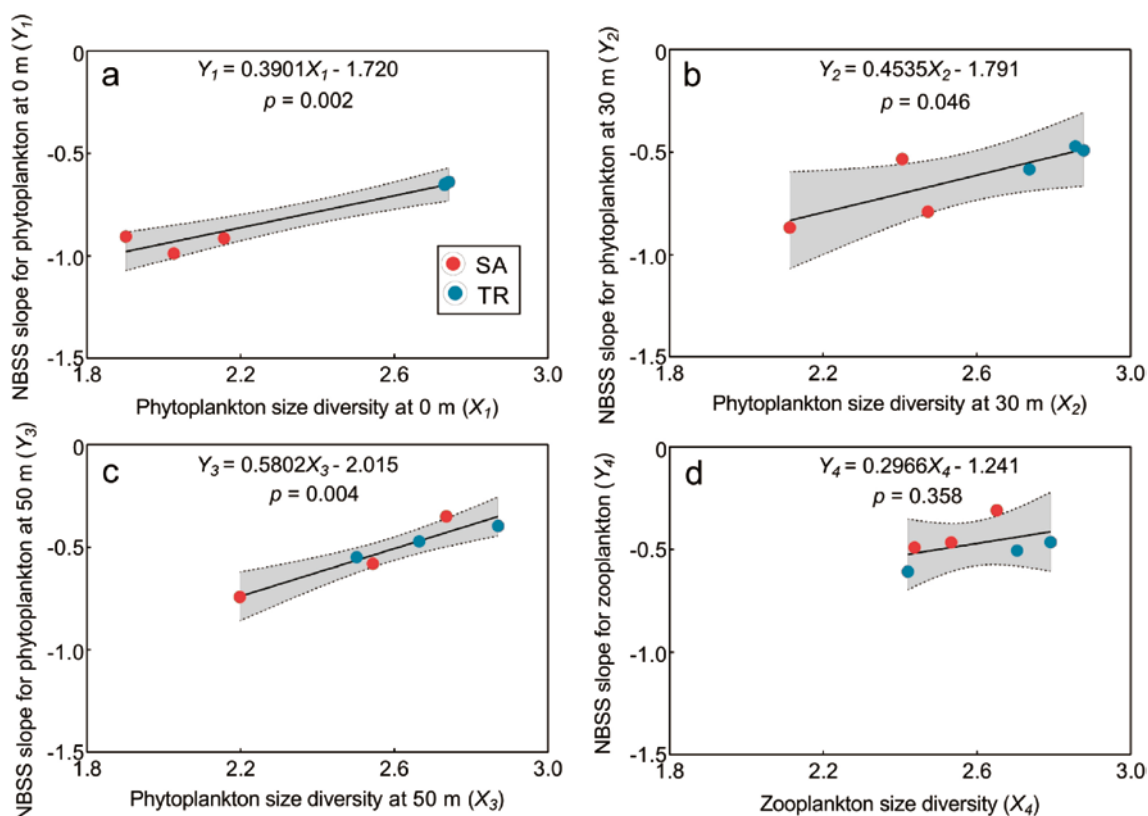 NBSS slope for phytoplankton at 0 m (Y1)
0
-0.5
-1.0
-1.5
a
Y1 = 0.3901X1 - 1.720
p = 0.002
SA
TR
1.8
2.2
2.6
3.0
Phytoplankton size diversity at 0 m (X1)
NBSS slope for phytoplankton at 30 m (Y2)
0
-0.5
-1.0
-1.5
b
Y2 = 0.4535X2 - 1.791
p = 0.046
1.8
2.2
2.6
3.0
Phytoplankton size diversity at 30 m (X2)
NBSS slope for phytoplankton at 50 m (Y3)
0
-0.5
-1.0
-1.5
c
Y3 = 0.5802X3 - 2.015
p = 0.004
1.8
2.2
2.6
3.0
Phytoplankton size diversity at 50 m (X3)
NBSS slope for zooplankton (Y4)
0
-0.5
-1.0
-1.5
d
Y4 = 0.2966X4 - 1.241
p = 0.358
1.8
2.2
2.6
3.0
Zooplankton size diversity (X4)